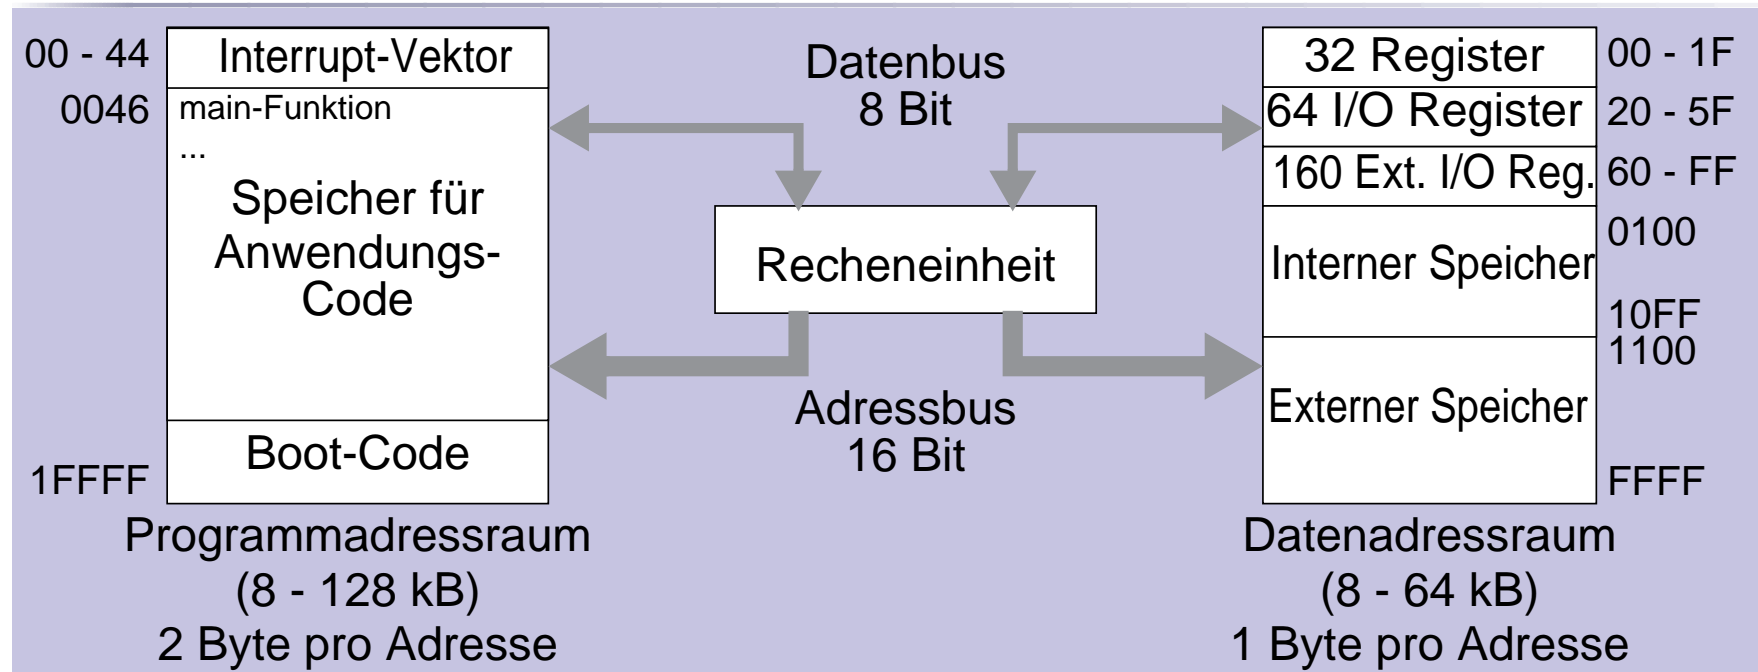 00 - 44
Interrupt-Vektor
0046
main-Funktion
...
Speicher für
Anwendungs-
Code
Boot-Code
1FFFF
Programmadressraum
(8 - 128 kB)
2 Byte pro Adresse
Datenbus
8 Bit
Recheneinheit
Adressbus
16 Bit
32 Register
00 - 1F
64 I/O Register
20 - 5F
160 Ext. I/O Reg.
60 - FF
0100
Interner Speicher
10FF
1100
Externer Speicher
FFFF
Datenadressraum
(8 - 64 kB)
1 Byte pro Adresse